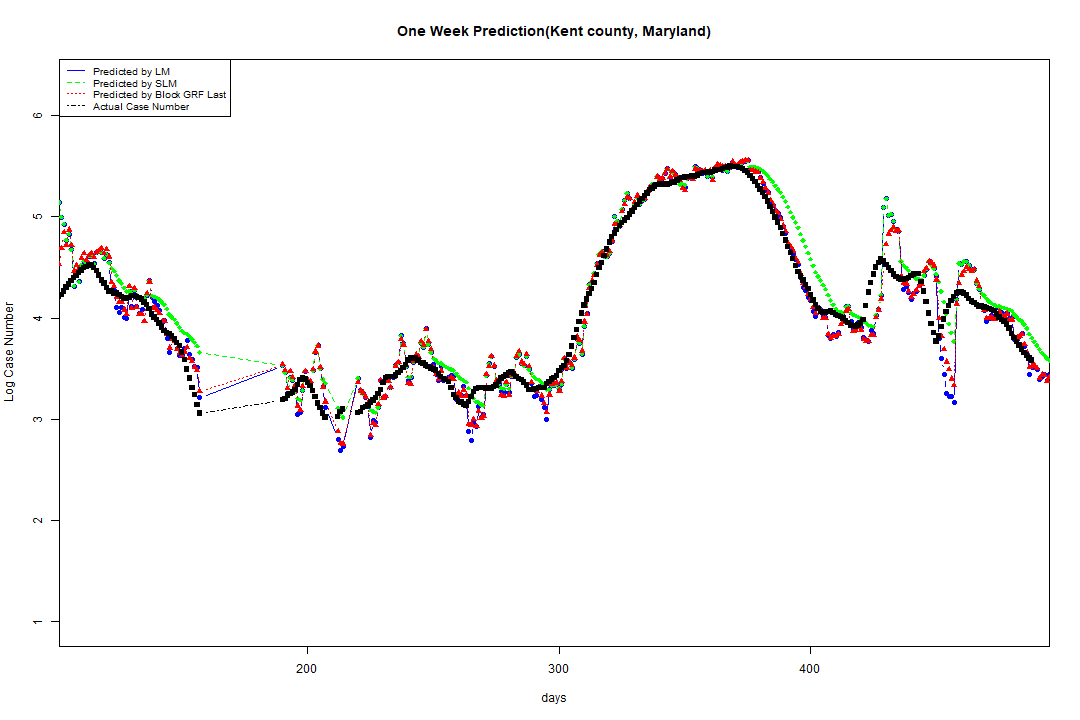 One Week Prediction(Kent county, Maryland)
Predicted by LM
Predicted by SLM
Predicted by Block GRF Last
Actual Case Number
6
5
4
3
2
1
Log Case Number
200
300
400
days